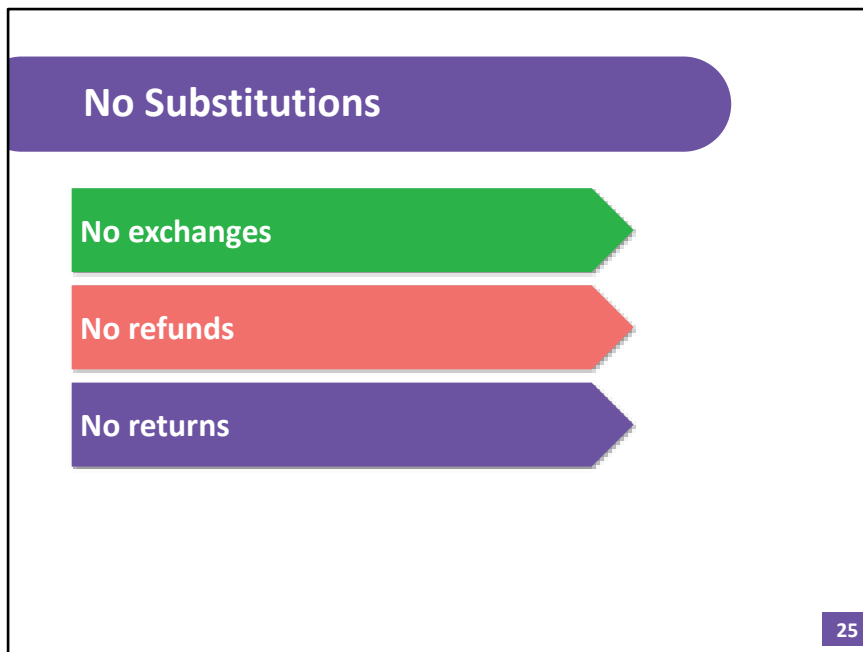 No Substitutions
No exchanges
No refunds
No returns
25